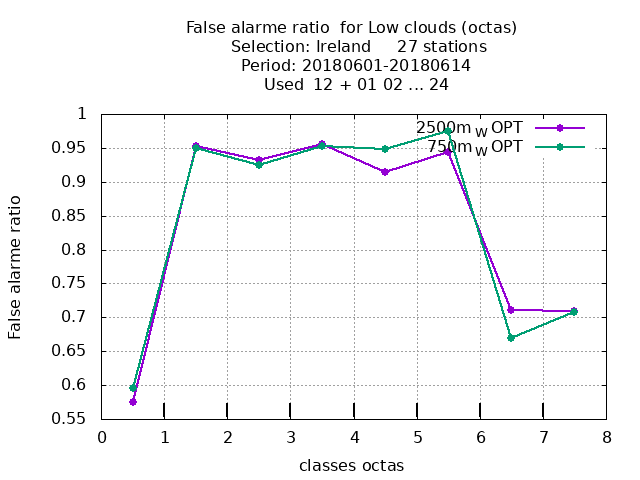 False alarme ratio  for Low clouds (octas)
Selection: Ireland     27 stations
Period: 20180601-20180614
Used  12 + 01 02 ... 24
2500m W OPT
750m W OPT
False alarme ratio
1
0.95
0.9
0.85
0.8
0.75
0.7
0.65
0.6
0.55
0 1 2 3 4 5 6 7 8
classes octas